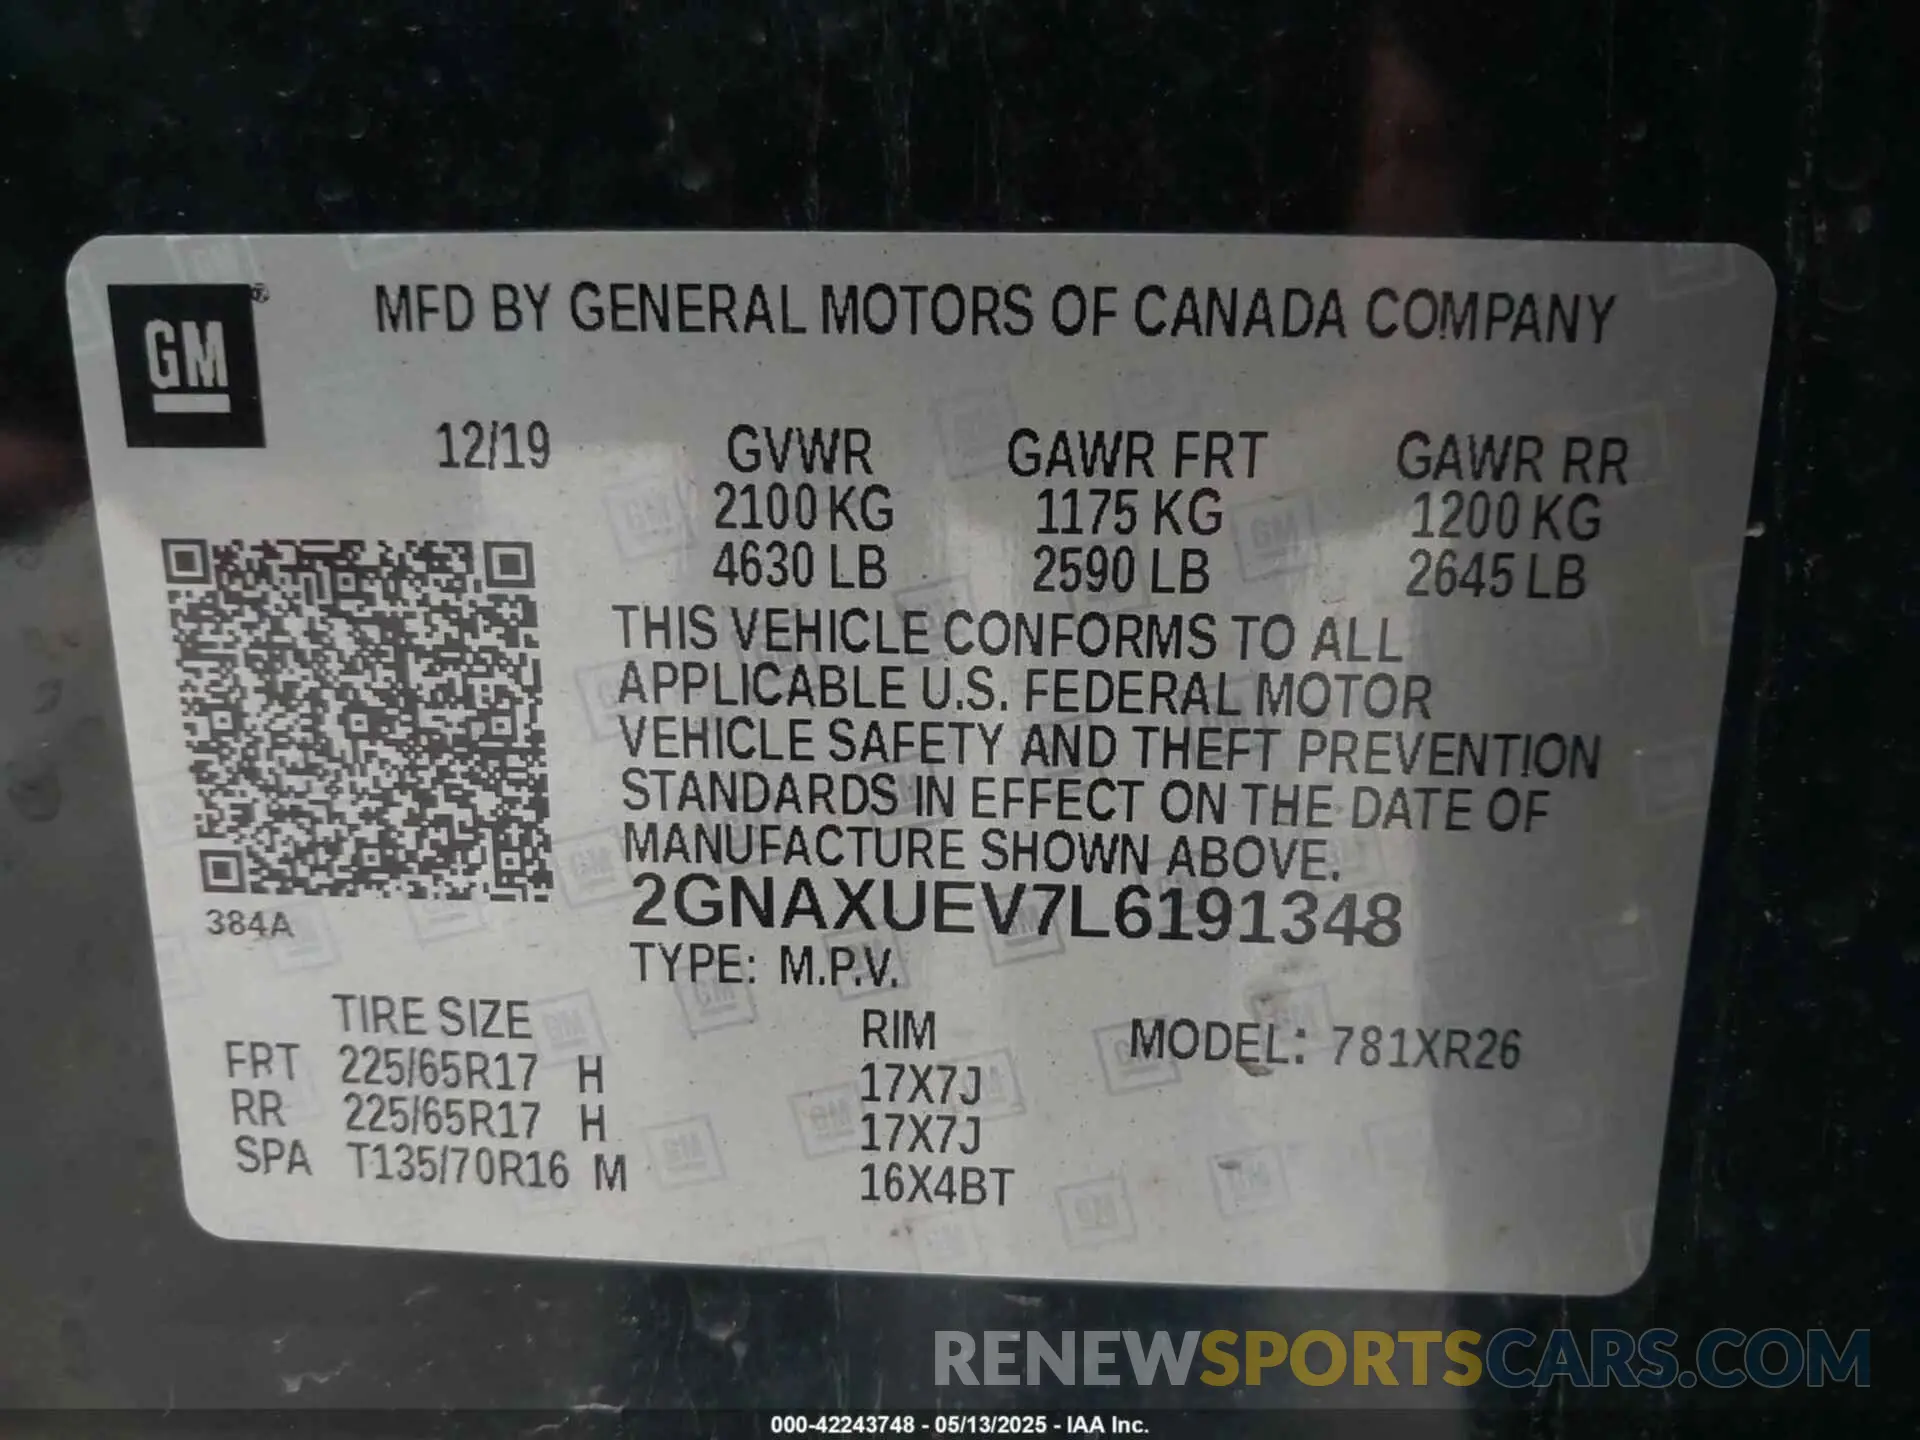 GM ®
MFD BY GENERAL MOTORS OF CANADA COMPANY
12/19 GVWR GAWR FRT GAWR RR
2100 KG 1175 KG 1200 KG
4630 LB 2590 LB 2645 LB
THIS VEHICLE CONFORMS TO ALL
APPLICABLE U.S. FEDERAL MOTOR
VEHICLE SAFETY AND THEFT PREVENTION
STANDARDS IN EFFECT ON THE DATE OF
MANUFACTURE SHOWN ABOVE.
2GNAXUEV7L6191348
384A
TYPE: M.P.V.
TIRE SIZE RIM MODEL: 781XR26
FRT 225/65R17 H 17X7J
RR 225/65R17 H 17X7J
SPA T135/70R16 M 16X4BT
RENEWSPORTSCARS.COM
000-42243748 - 05/13/2025 - IAA Inc.